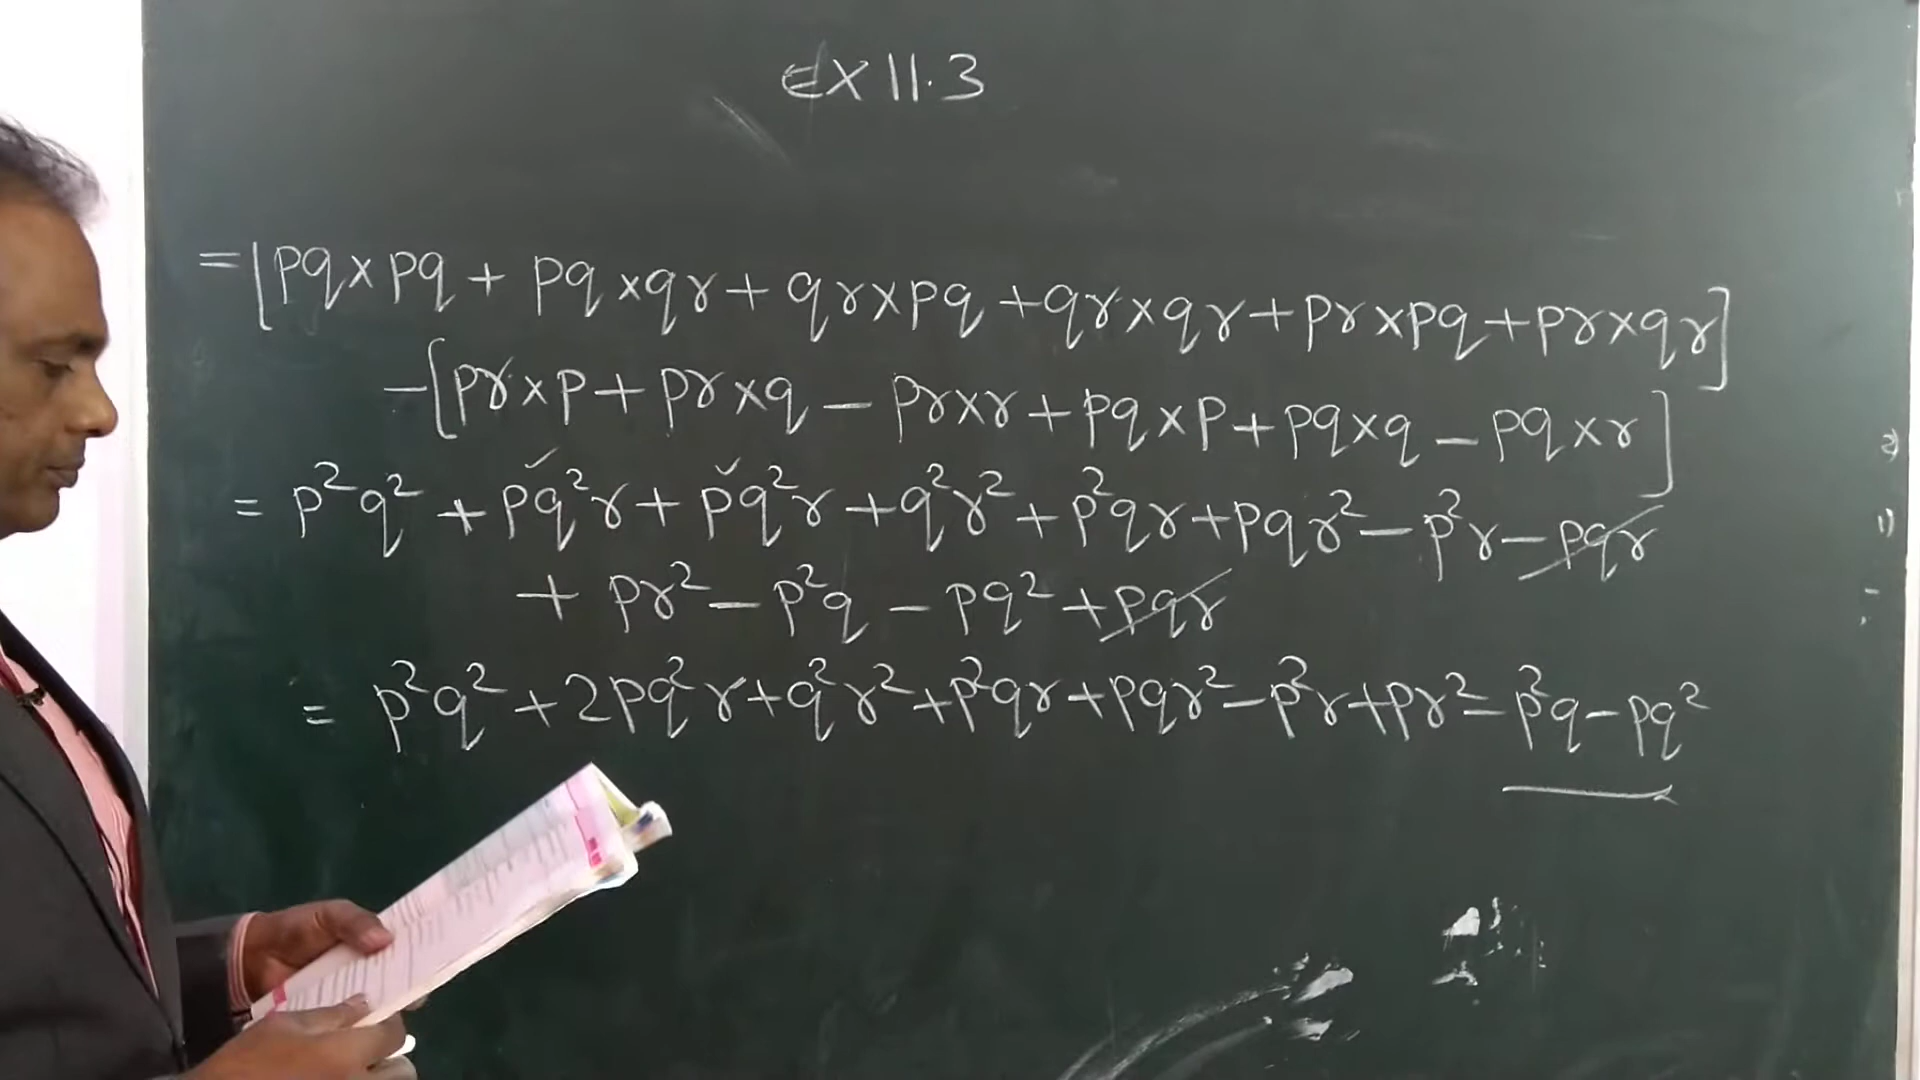 EX 11.3
= [pq×pq + pq×qr + qr×pq + qr×qr + pr×pq + pr×qr]
-[pr×p + pr×q - pr×r + pq×p + pq×q - pq×r]
= p²q² + pq²r + pq²r + q²r² + p²qr + pqr² - p²r - pqr
+ pr² - p²q - pq² + pqr
= p²q² + 2pq²r + q²r² + p²qr + pqr² - p²r + pr² - p²q - pq²